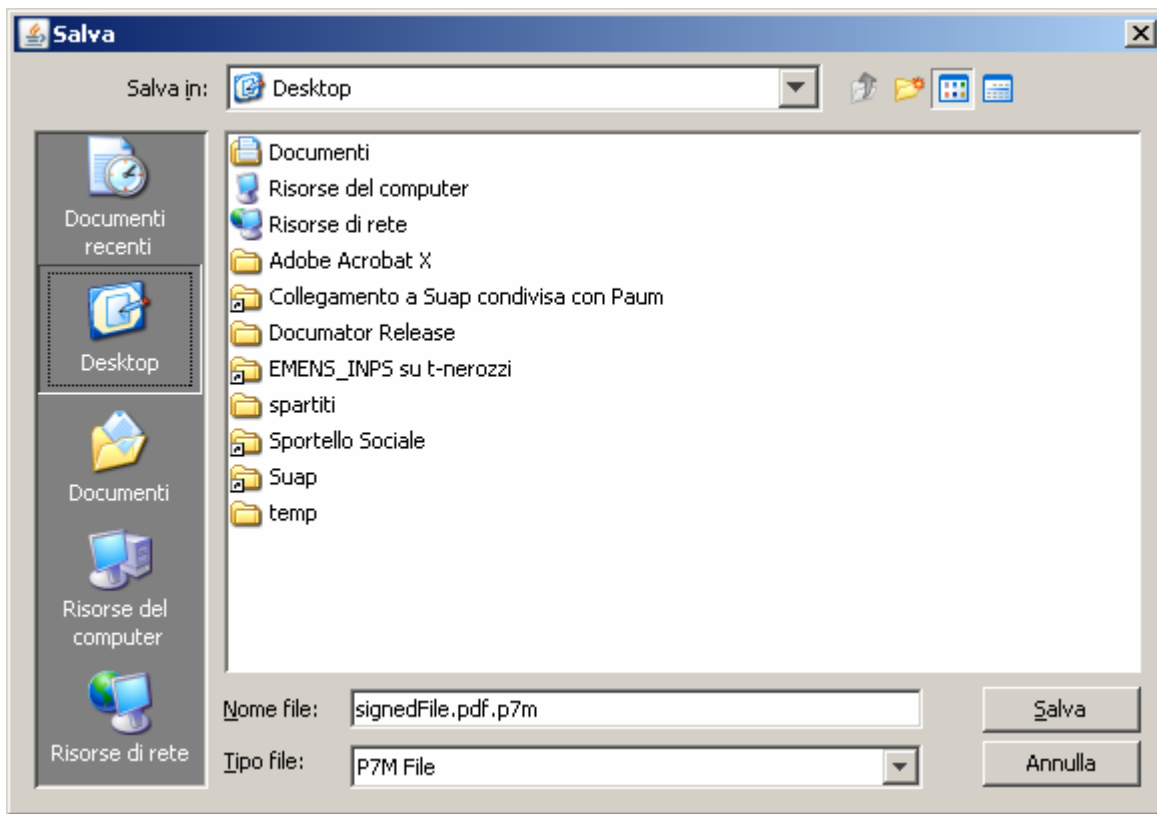 Salva
Salva in:
Desktop
Documenti
recenti
Desktop
Documenti
Risorse del
computer
Risorse di rete
Documenti
Risorse del computer
Risorse di rete
Adobe Acrobat X
Collegamento a Suap condivisa con Paum
Documator Release
EMENS_INPS su t-nerozzi
spartiti
Sportello Sociale
Suap
temp
Nome file:
signedFile.pdf.p7m
Salva
Tipo file:
P7M File
Annulla